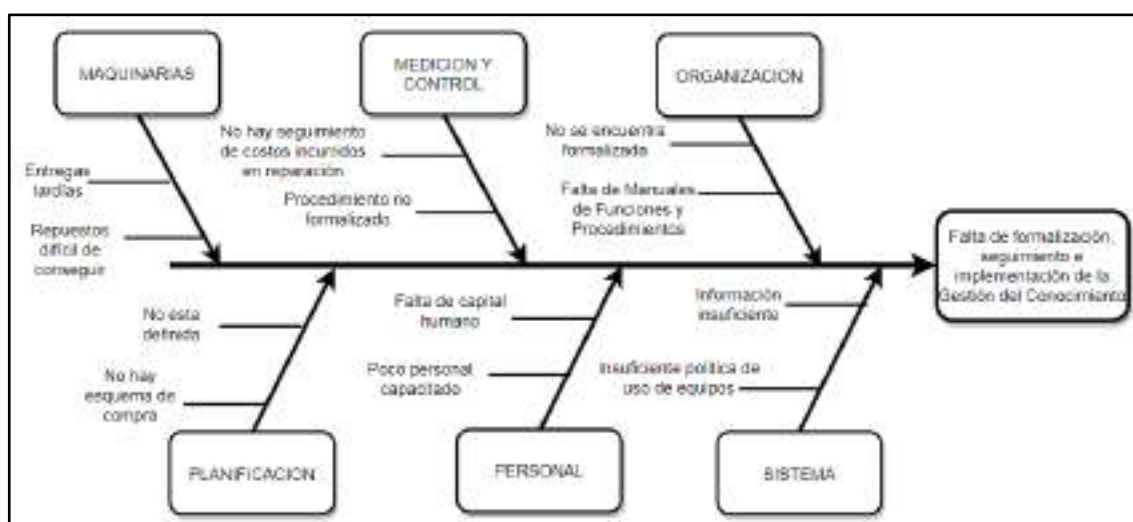 MAQUINARIAS
MEDICION Y
CONTROL
ORGANIZACION
Entregas
tardías
Repuestos
difícil de
conseguir
No hay seguimiento
de costos incurridos
en reparación
Procedimiento no
formalizado
No se encuentra
formalizada
Falta de Manuales
de Funciones y
Procedimientos
Falta de formalización,
seguimiento e
implementación de la
Gestión del Conocimiento
No esta
definida
No hay
esquema de
compra
Falta de capital
humano
Poco personal
capacitado
Información
insuficiente
Insuficiente política de
uso de equipos
PLANIFICACION
PERSONAL
SISTEMA